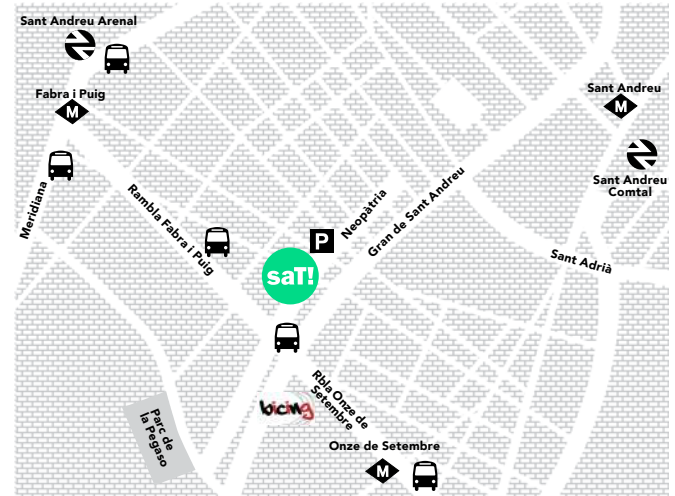 Sant Andreu Arenal
Fabra i Puig
M
Meridiana
Rambla Fabra i Puig
P
saT!
Neopàtria
Gran de Sant Andreu
Sant Andreu
M
Sant Andreu
Comtal
Sant Adrià
bicing
Rbla Onze de
Setembre
Parc de
la Pegaso
Onze de Setembre
M